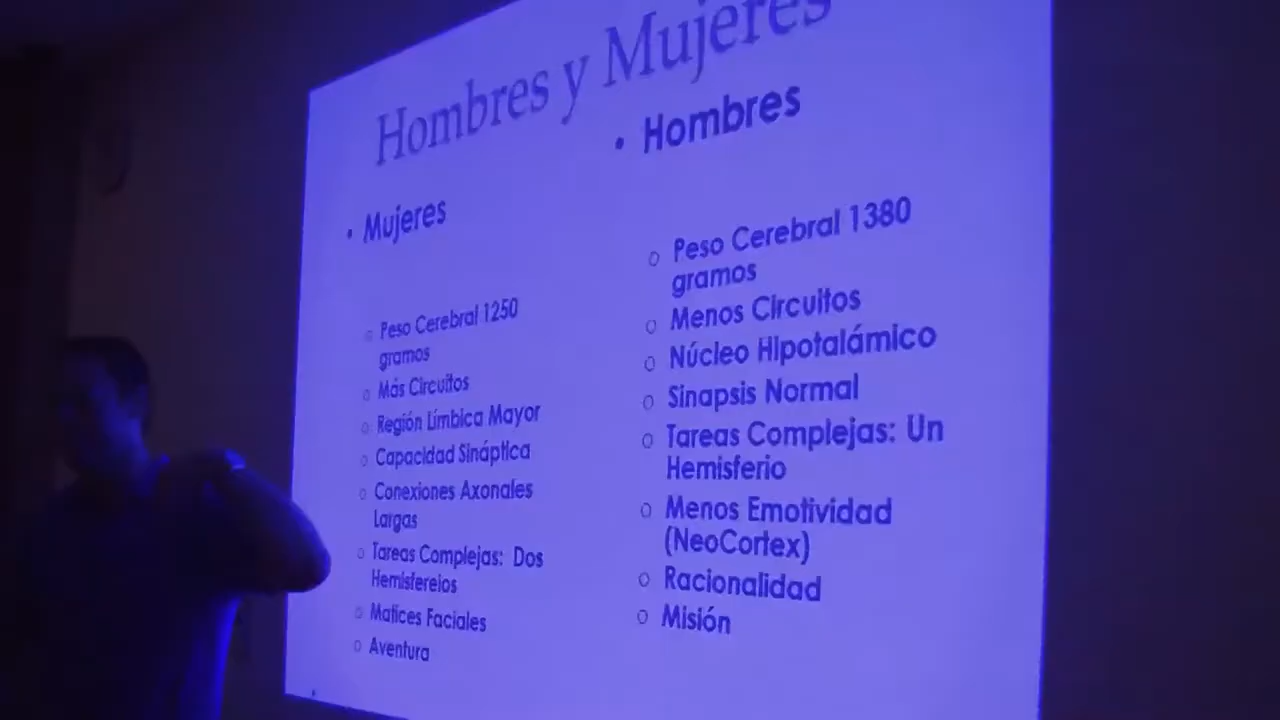 Hombres y Mujeres
• Mujeres
o Peso Cerebral 1250
gramos
o Más Circuitos
o Región Límbica Mayor
o Capacidad Sináptica
o Conexiones Axonales
Largas
o Tareas Complejas: Dos
Hemisfereios
o Matices Faciales
o Aventura
• Hombres
o Peso Cerebral 1380
gramos
o Menos Circuitos
o Núcleo Hipotalámico
o Sinapsis Normal
o Tareas Complejas: Un
Hemisferio
o Menos Emotividad
(NeoCortex)
o Racionalidad
o Misión